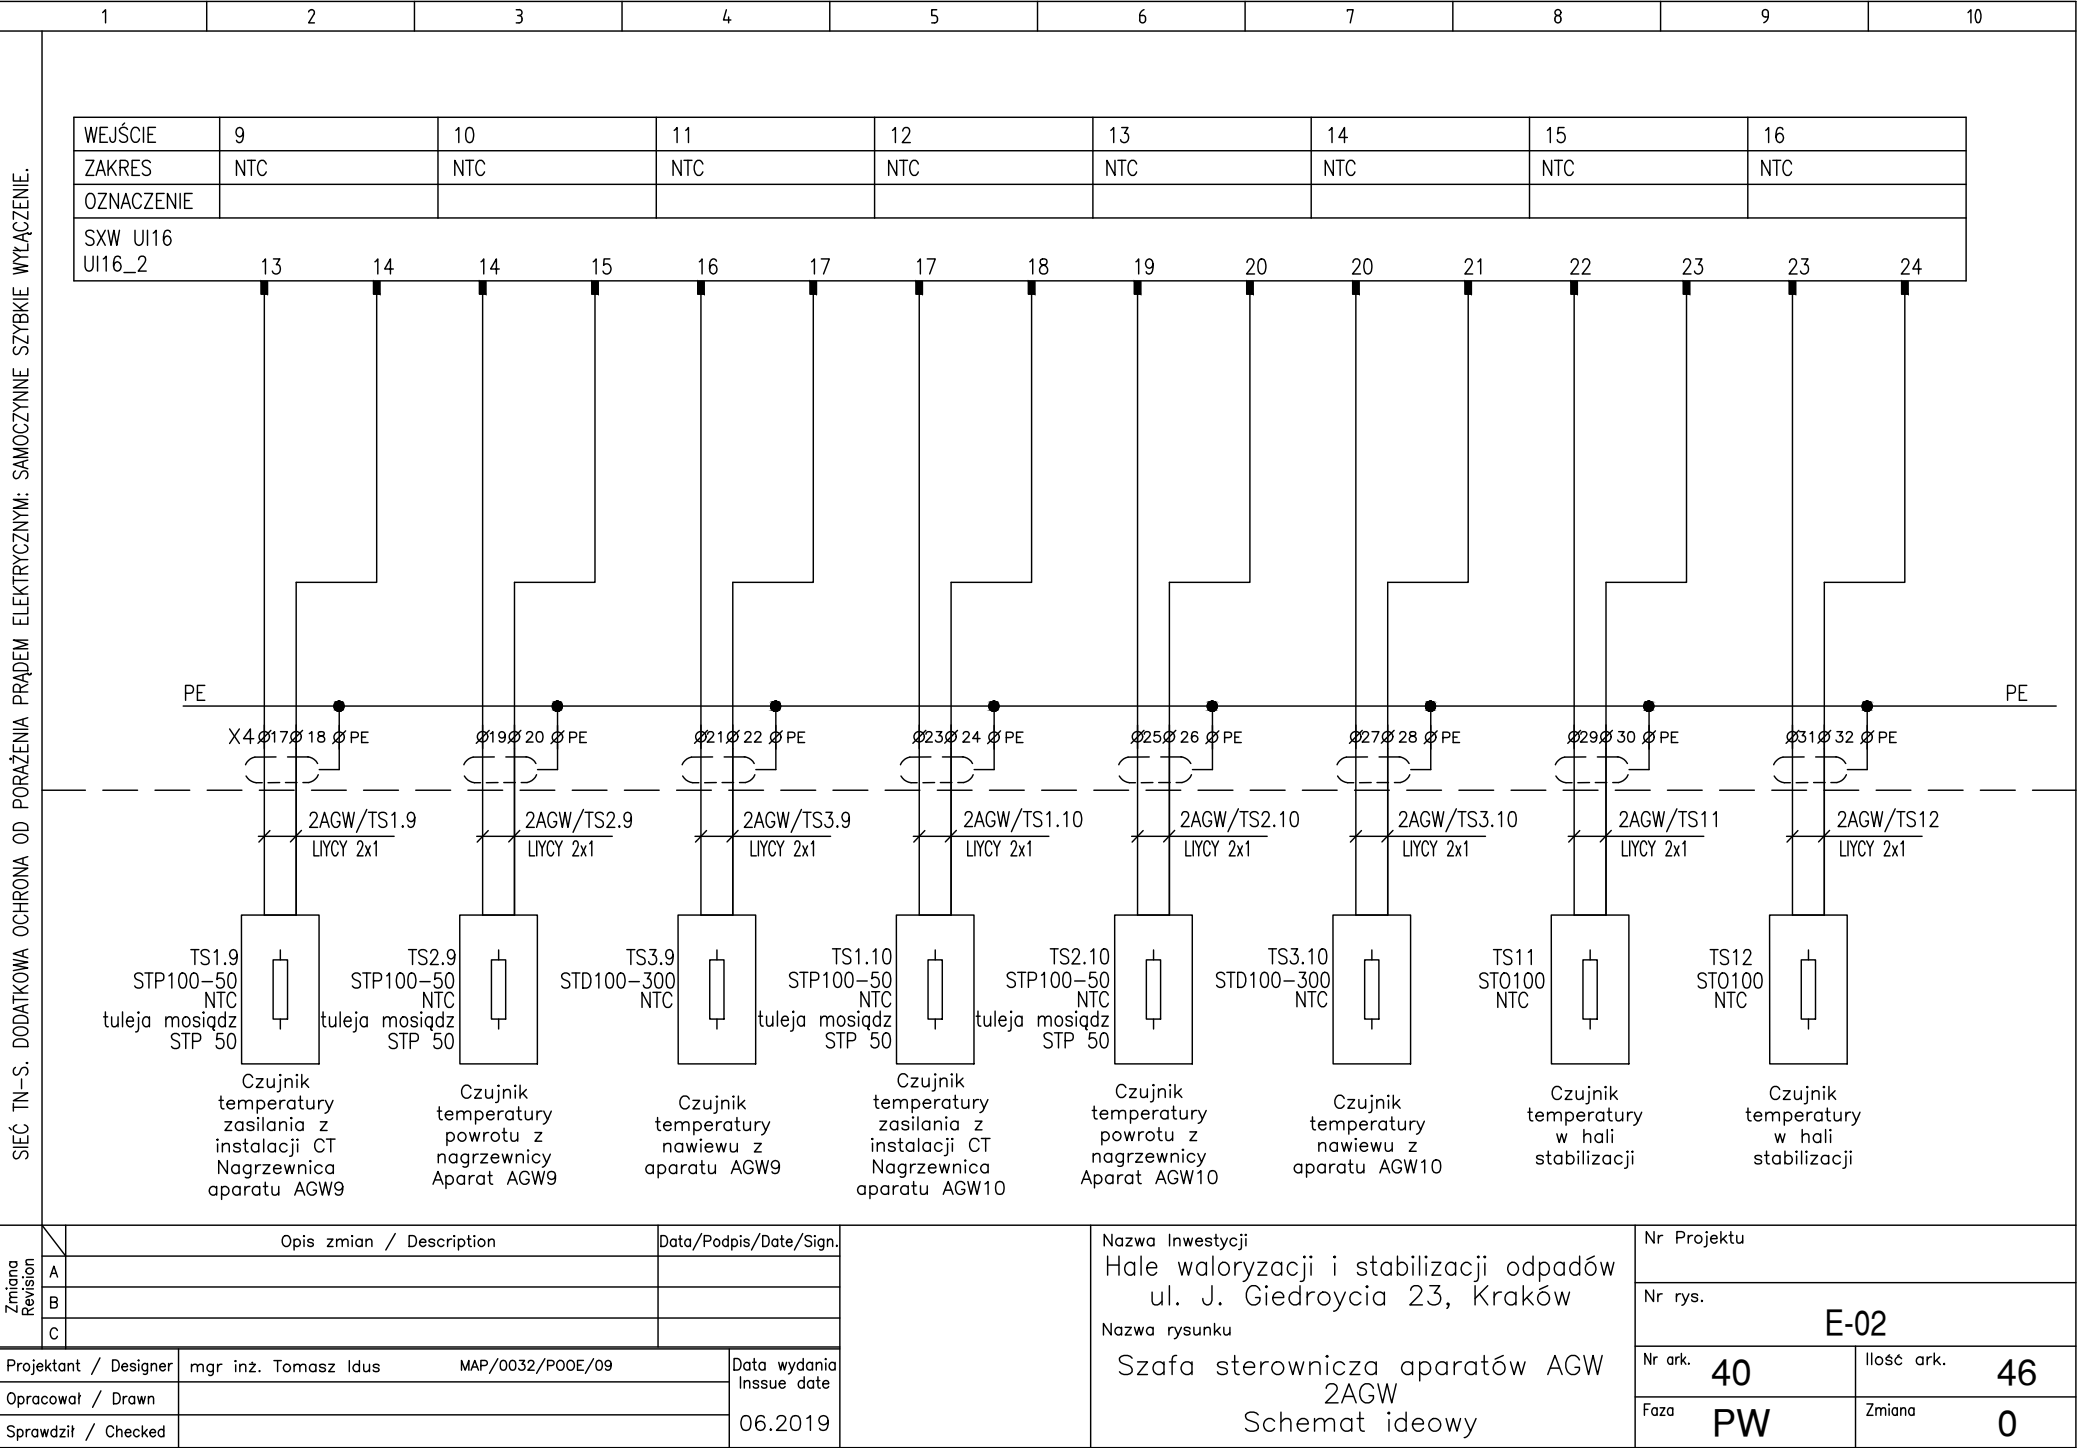 1 2 3 4 5 6 7 8 9 10
SIEĆ TN-S. DODATKOWA OCHRONA OD PORAŻENIA PRĄDEM ELEKTRYCZNYM: SAMOCZYNNE SZYBKIE WYŁĄCZENIE.
WEJŚCIE 9 10 11 12 13 14 15 16
ZAKRES NTC NTC NTC NTC NTC NTC NTC NTC
OZNACZENIE
SXW UI16
UI16_2 13 14 14 15 16 17 17 18 19 20 20 21 22 23 23 24
PE PE
X4 17 18 PE 19 20 PE 21 22 PE 23 24 PE 25 26 PE 27 28 PE 29 30 PE 31 32 PE
2AGW/TS1.9 2AGW/TS2.9 2AGW/TS3.9 2AGW/TS1.10 2AGW/TS2.10 2AGW/TS3.10 2AGW/TS11 2AGW/TS12
LIYCY 2x1 LIYCY 2x1 LIYCY 2x1 LIYCY 2x1 LIYCY 2x1 LIYCY 2x1 LIYCY 2x1 LIYCY 2x1
TS1.9
STP100-50
NTC
tuleja mosiądz
STP 50
Czujnik
temperatury
zasilania z
instalacji CT
Nagrzewnica
aparatu AGW9
TS2.9
STP100-50
NTC
tuleja mosiądz
STP 50
Czujnik
temperatury
powrotu z
nagrzewnicy
Aparat AGW9
TS3.9
STD100-300
NTC
Czujnik
temperatury
nawiewu z
aparatu AGW9
TS1.10
STP100-50
NTC
tuleja mosiądz
STP 50
Czujnik
temperatury
zasilania z
instalacji CT
Nagrzewnica
aparatu AGW10
TS2.10
STP100-50
NTC
tuleja mosiądz
STP 50
Czujnik
temperatury
powrotu z
nagrzewnicy
Aparat AGW10
TS3.10
STD100-300
NTC
Czujnik
temperatury
nawiewu z
aparatu AGW10
TS11
STO100
NTC
Czujnik
temperatury
w hali
stabilizacji
TS12
STO100
NTC
Czujnik
temperatury
w hali
stabilizacji
Zmiana
Revision
Opis zmian / Description Data/Podpis/Date/Sign.
A
B
C
Projektant / Designer mgr inż. Tomasz Idus MAP/0032/POOE/09
Opracował / Drawn
Sprawdził / Checked
Data wydania
Inssue date
06.2019
Nazwa Inwestycji
Hale waloryzacji i stabilizacji odpadów
ul. J. Giedroycia 23, Kraków
Nazwa rysunku
Szafa sterownicza aparatów AGW
2AGW
Schemat ideowy
Nr Projektu
Nr rys.
E-02
Nr ark. 40 Ilość ark. 46
Faza PW Zmiana 0